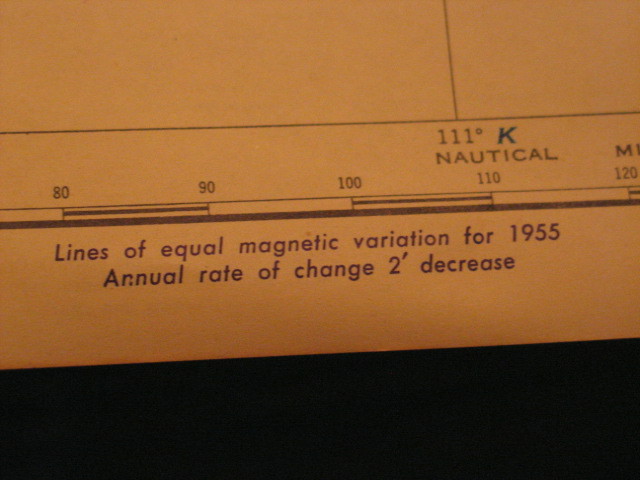 111° K
NAUTICAL
80 90 100 110 120
Lines of equal magnetic variation for 1955
Annual rate of change 2′ decrease